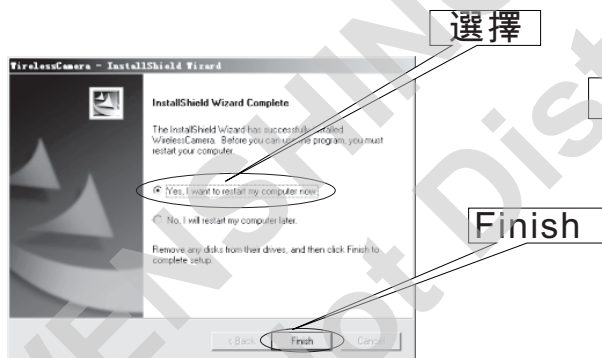 選擇
WirelessCamera - InstallShield Wizard
InstallShield Wizard Complete
The InstallShield Wizard has successfully installed
WirelessCamera. Before you can use the program, you must
restart your computer.
Yes, I want to restart my computer now.
No, I will restart my computer later.
Finish
Remove any disks from their drives, and then click Finish to
complete setup.
< Back
Finish
Cancel